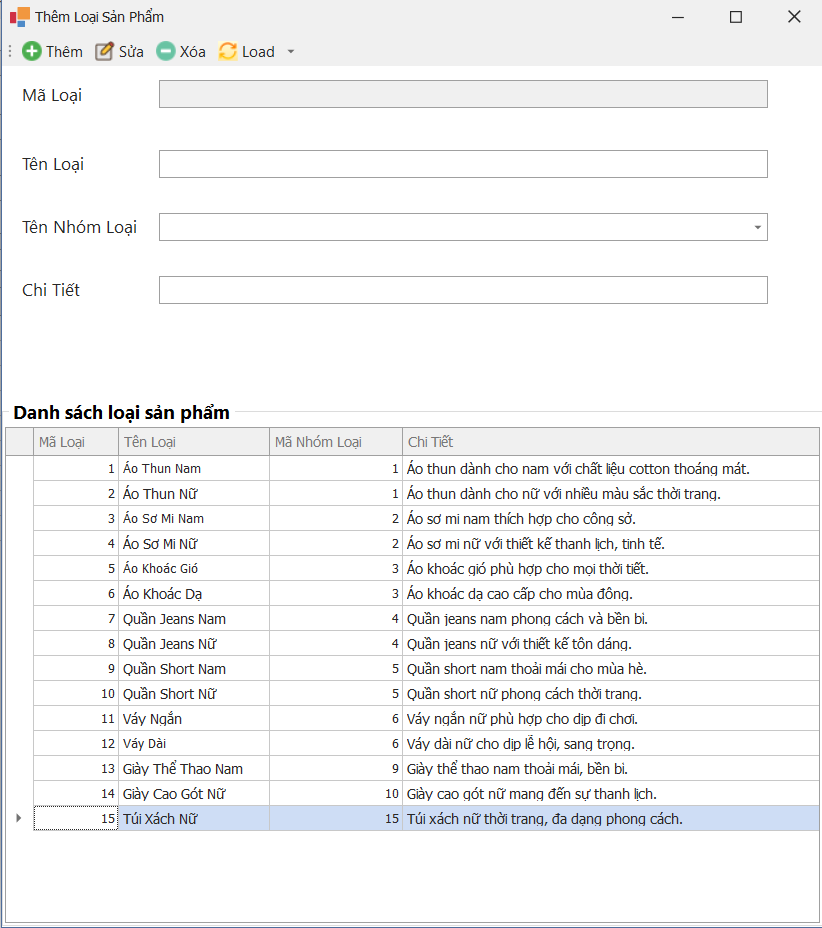 Thêm Loại Sản Phẩm
Thêm Sửa Xóa Load
Mã Loại
Tên Loại
Tên Nhóm Loại
Chi Tiết
Danh sách loại sản phẩm
Mã Loại Tên Loại Mã Nhóm Loại Chi Tiết
1 Áo Thun Nam 1 Áo thun dành cho nam với chất liệu cotton thoáng mát.
2 Áo Thun Nữ 1 Áo thun dành cho nữ với nhiều màu sắc thời trang.
3 Áo Sơ Mi Nam 2 Áo sơ mi nam thích hợp cho công sở.
4 Áo Sơ Mi Nữ 2 Áo sơ mi nữ với thiết kế thanh lịch, tinh tế.
5 Áo Khoác Gió 3 Áo khoác gió phù hợp cho mọi thời tiết.
6 Áo Khoác Dạ 3 Áo khoác dạ cao cấp cho mùa đông.
7 Quần Jeans Nam 4 Quần jeans nam phong cách và bền bỉ.
8 Quần Jeans Nữ 4 Quần jeans nữ với thiết kế tôn dáng.
9 Quần Short Nam 5 Quần short nam thoải mái cho mùa hè.
10 Quần Short Nữ 5 Quần short nữ phong cách thời trang.
11 Váy Ngắn 6 Váy ngắn nữ phù hợp cho dịp đi chơi.
12 Váy Dài 6 Váy dài nữ cho dịp lễ hội, sang trọng.
13 Giày Thể Thao Nam 9 Giày thể thao nam thoải mái, bền bỉ.
14 Giày Cao Gót Nữ 10 Giày cao gót nữ mang đến sự thanh lịch.
15 Túi Xách Nữ 15 Túi xách nữ thời trang, đa dạng phong cách.